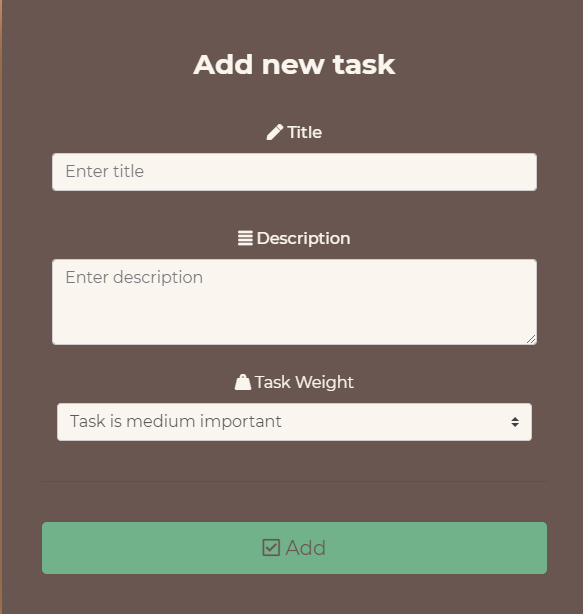 Add new task
Title
Enter title
Description
Enter description
Task Weight
Task is medium important
Add